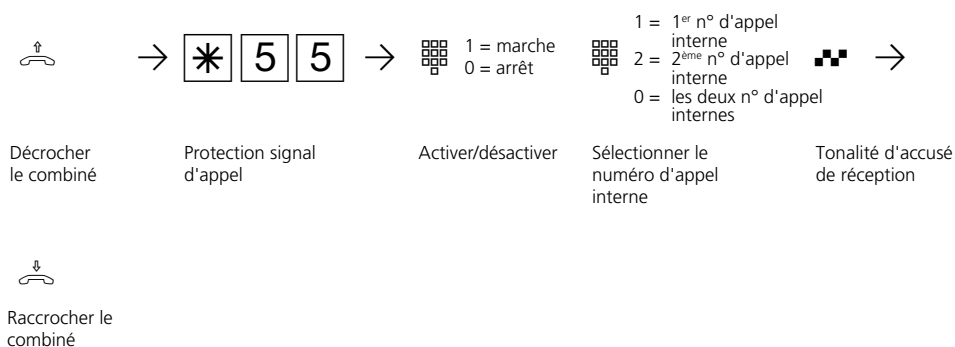 ✱ 5 5
1 = marche
0 = arrêt
1 = 1er n° d'appel
interne
2 = 2ème n° d'appel
interne
0 = les deux n° d'appel
internes
Décrocher
le combiné
Protection signal
d'appel
Activer/désactiver
Sélectionner le
numéro d'appel
interne
Tonalité d'accusé
de réception
Raccrocher le
combiné